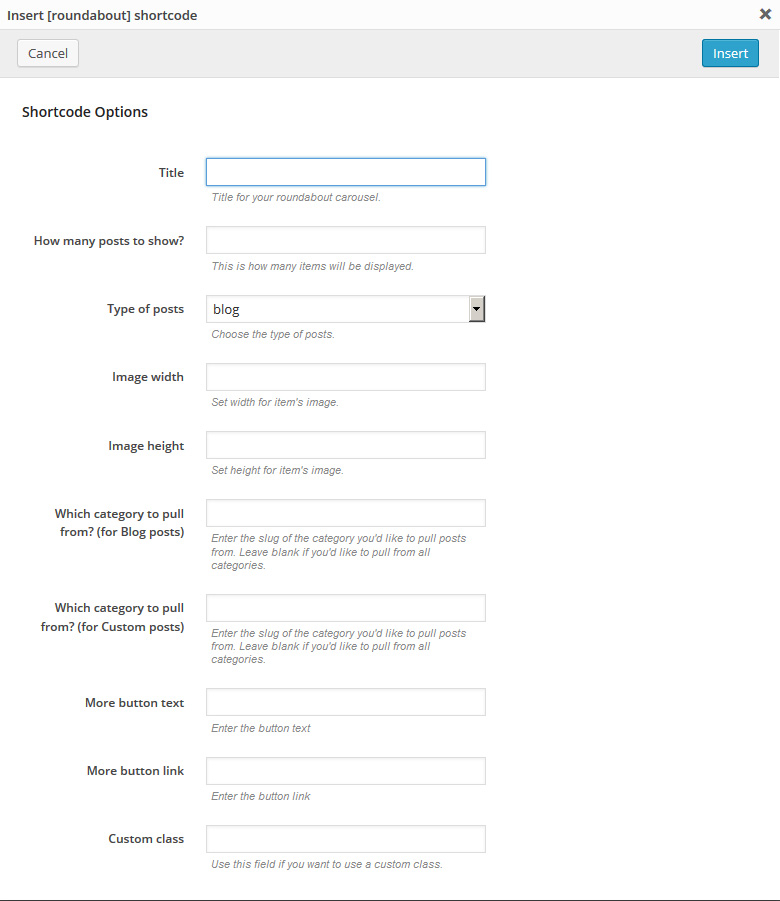 Insert [roundabout] shortcode
Cancel
Insert
Shortcode Options
Title
Title for your roundabout carousel.
How many posts to show?
This is how many items will be displayed.
Type of posts
blog
Choose the type of posts.
Image width
Set width for item's image.
Image height
Set height for item's image.
Which category to pull
from? (for Blog posts)
Enter the slug of the category you'd like to pull posts
from. Leave blank if you'd like to pull from all
categories.
Which category to pull
from? (for Custom posts)
Enter the slug of the category you'd like to pull posts
from. Leave blank if you'd like to pull from all
categories.
More button text
Enter the button text
More button link
Enter the button link
Custom class
Use this field if you want to use a custom class.